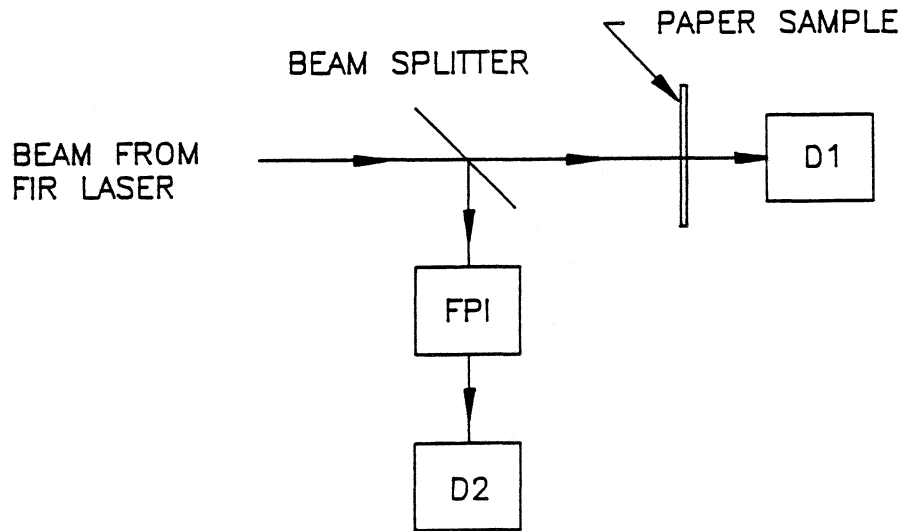 PAPER SAMPLE
BEAM SPLITTER
BEAM FROM
FIR LASER
D1
FPI
D2